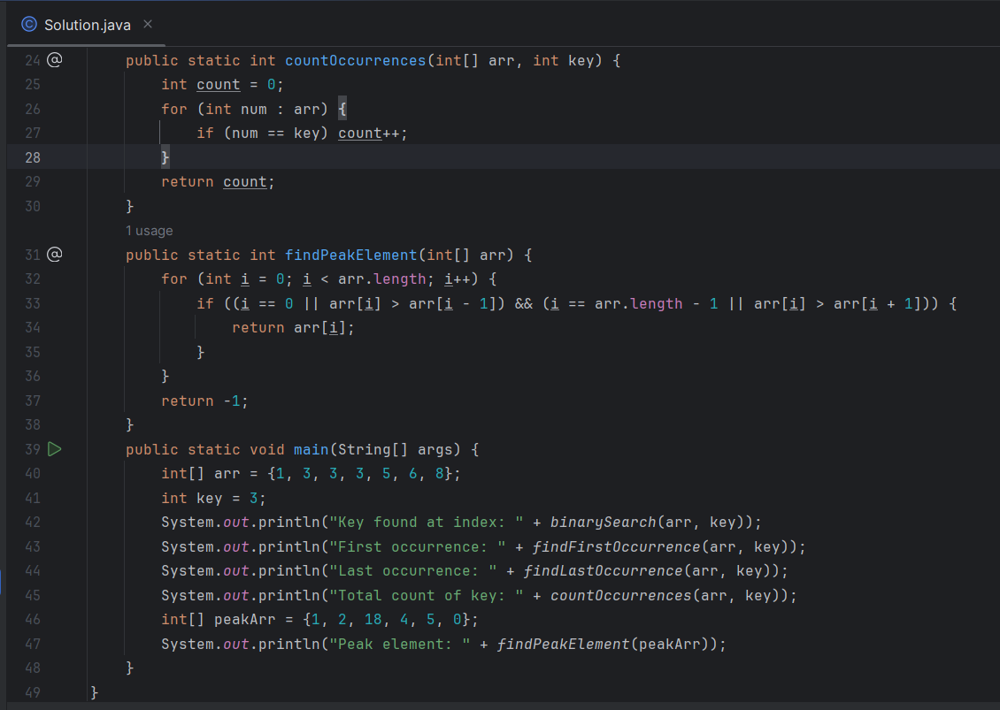 Solution.java
24 @ public static int countOccurrences(int[] arr, int key) {
25 int count = 0;
26 for (int num : arr) {
27 if (num == key) count++;
28 }
29 return count;
30 }
1 usage
31 @ public static int findPeakElement(int[] arr) {
32 for (int i = 0; i < arr.length; i++) {
33 if ((i == 0 || arr[i] > arr[i - 1]) && (i == arr.length - 1 || arr[i] > arr[i + 1])) {
34 return arr[i];
35 }
36 }
37 return -1;
38 }
39 public static void main(String[] args) {
40 int[] arr = {1, 3, 3, 3, 5, 6, 8};
41 int key = 3;
42 System.out.println("Key found at index: " + binarySearch(arr, key));
43 System.out.println("First occurrence: " + findFirstOccurrence(arr, key));
44 System.out.println("Last occurrence: " + findLastOccurrence(arr, key));
45 System.out.println("Total count of key: " + countOccurrences(arr, key));
46 int[] peakArr = {1, 2, 18, 4, 5, 0};
47 System.out.println("Peak element: " + findPeakElement(peakArr));
48 }
49 }